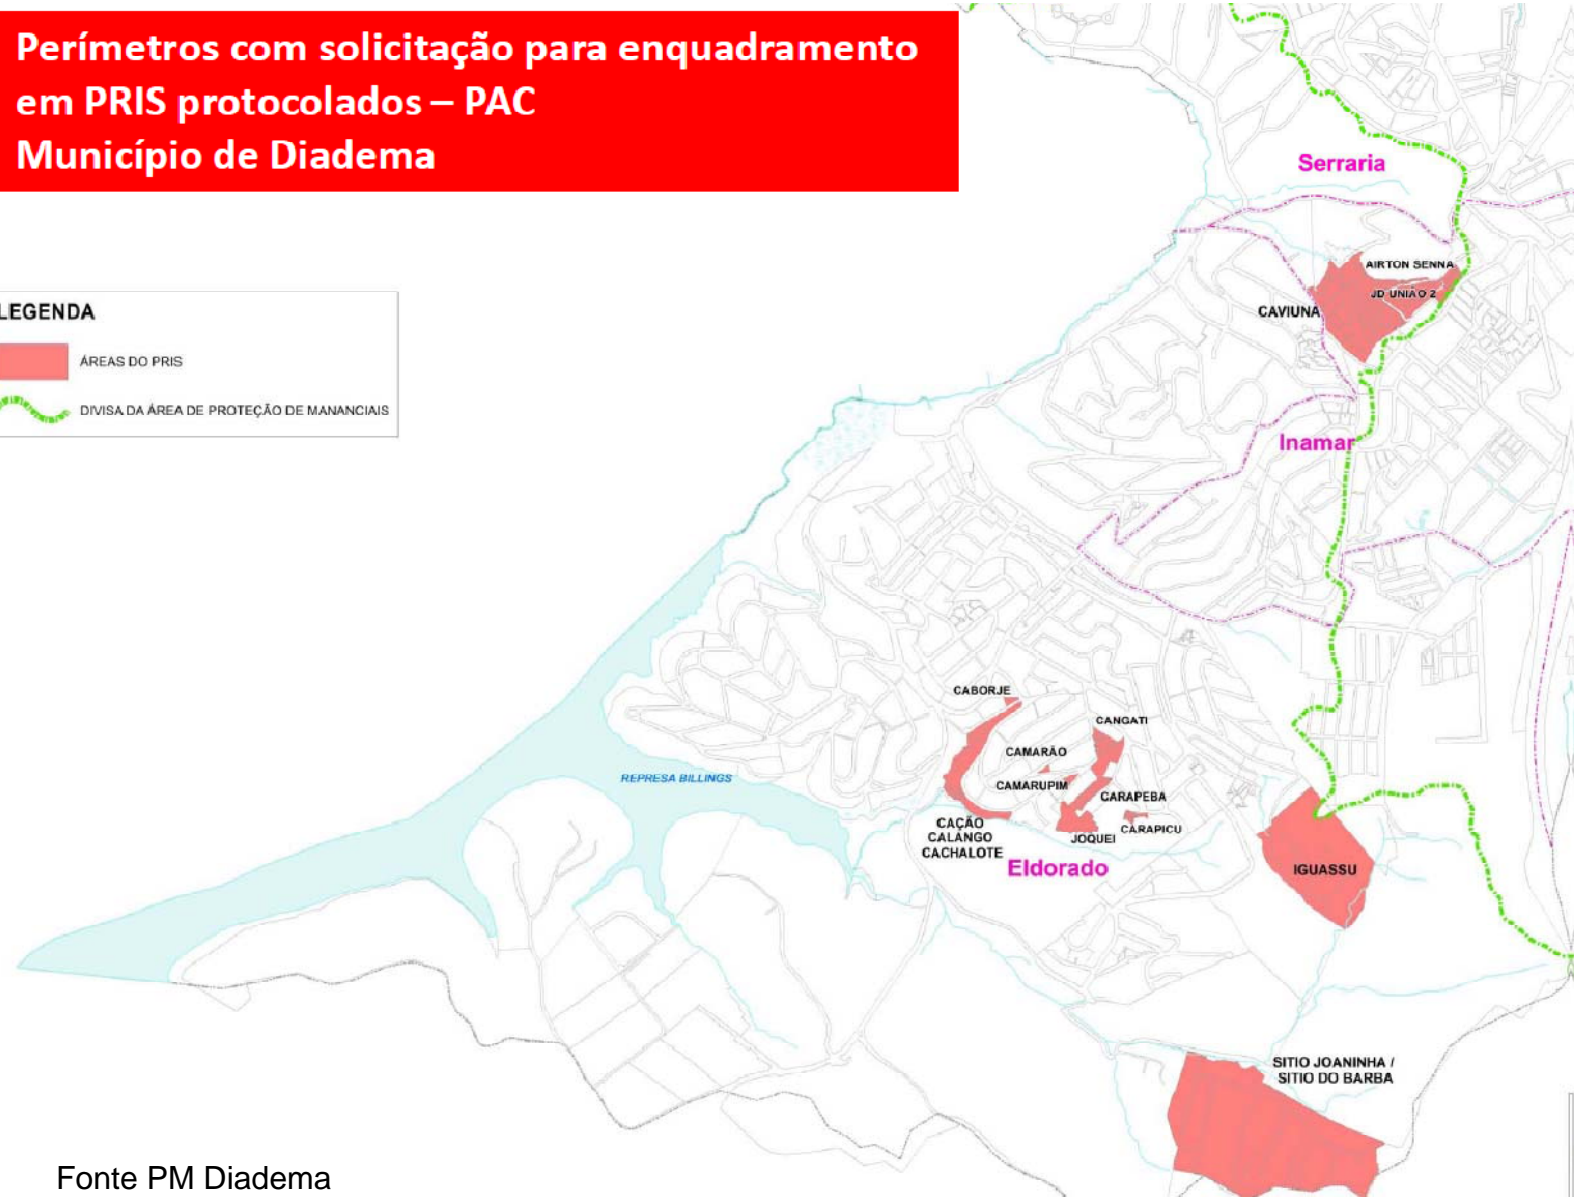 Perímetros com solicitação para enquadramento
em PRIS protocolados – PAC
Município de Diadema
Serraria
AIRTON SENNA
JD UNIÃO 2
CAVIUNA
LEGENDA
ÁREAS DO PRIS
DIVISA DA ÁREA DE PROTEÇÃO DE MANANCIAIS
Inamar
CABORJE
CANGATI
CAMARÃO
REPRESA BILLINGS
CAMARUPIM
CARAPEBA
CAÇÃO
CALANGO
CACHALOTE
JOQUEI
CARAPICU
Eldorado
IGUASSU
SITIO JOANINHA /
SITIO DO BARBA
Fonte PM Diadema